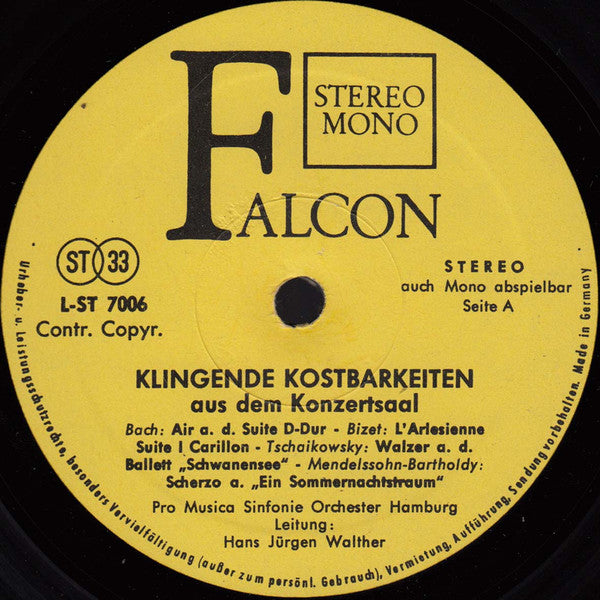 FALCON
STEREO
MONO
ST 33
L-ST 7006
Contr. Copyr.
STEREO
auch Mono abspielbar
Seite A
KLINGENDE KOSTBARKEITEN
aus dem Konzertsaal
Bach: Air a. d. Suite D-Dur - Bizet: L'Arlesienne
Suite I Carillon - Tschaikowsky: Walzer a. d.
Ballett „Schwanensee" - Mendelssohn-Bartholdy:
Scherzo a. „Ein Sommernachtstraum"
Pro Musica Sinfonie Orchester Hamburg
Leitung:
Hans Jürgen Walther
Urheber- u. Leistungsschutzrechte, besonders Vervielfältigung (außer zum persönl. Gebrauch), Vermietung, Aufführung, Sendung vorbehalten. Made in Germany